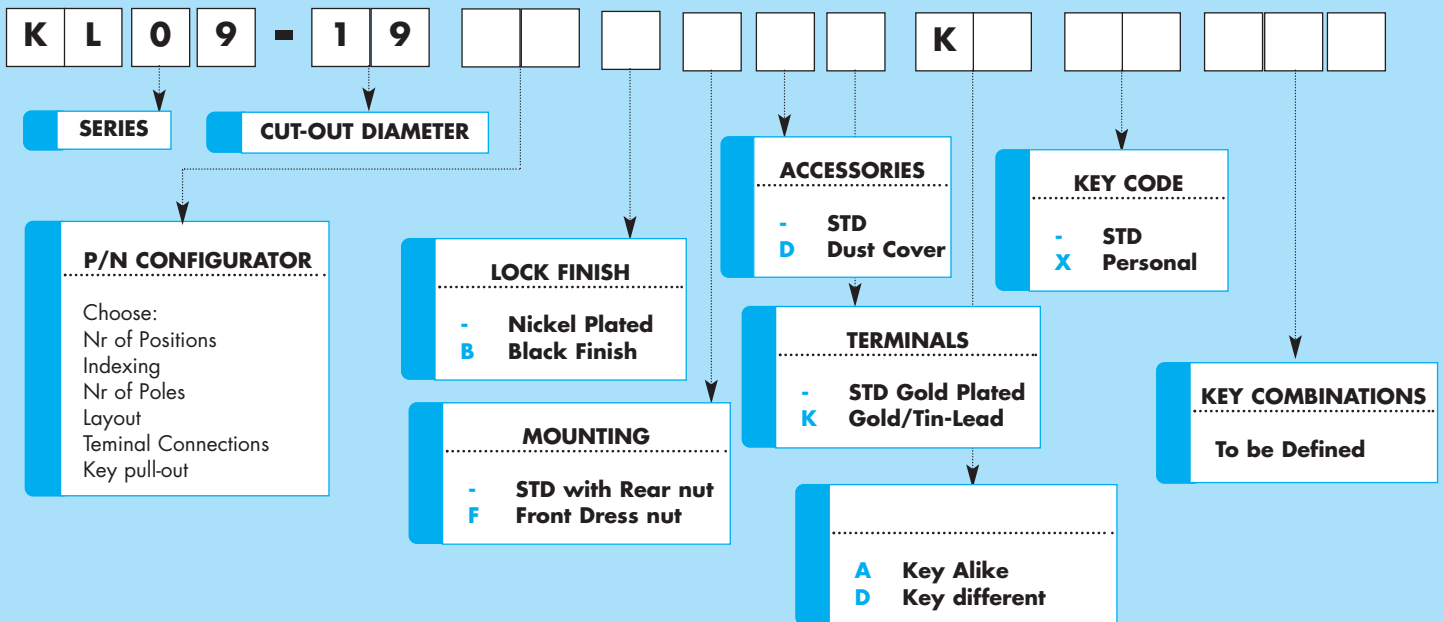 K L 0 9 - 1 9 K
SERIES
CUT-OUT DIAMETER
P/N CONFIGURATOR
Choose:
Nr of Positions
Indexing
Nr of Poles
Layout
Teminal Connections
Key pull-out
LOCK FINISH
- Nickel Plated
B Black Finish
MOUNTING
- STD with Rear nut
F Front Dress nut
ACCESSORIES
- STD
D Dust Cover
TERMINALS
- STD Gold Plated
K Gold/Tin-Lead
A Key Alike
D Key different
KEY CODE
- STD
X Personal
KEY COMBINATIONS
To be Defined